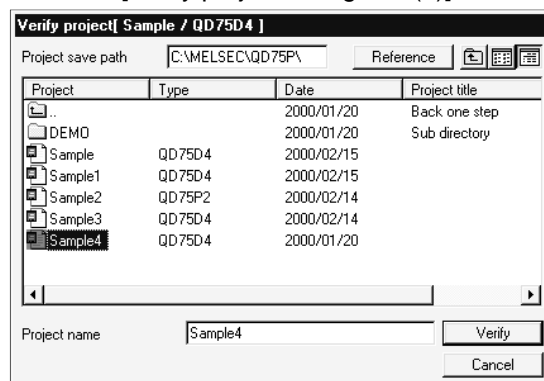 Verify project[ Sample / QD75D4 ]
Project save path C:\MELSEC\QD75P\ Reference
Project Type Date Project title
.. 2000/01/20 Back one step
DEMO 2000/01/20 Sub directory
Sample QD75D4 2000/02/15
Sample1 QD75D4 2000/02/15
Sample2 QD75P2 2000/02/14
Sample3 QD75D4 2000/02/14
Sample4 QD75D4 2000/01/20
Project name Sample4 Verify
Cancel